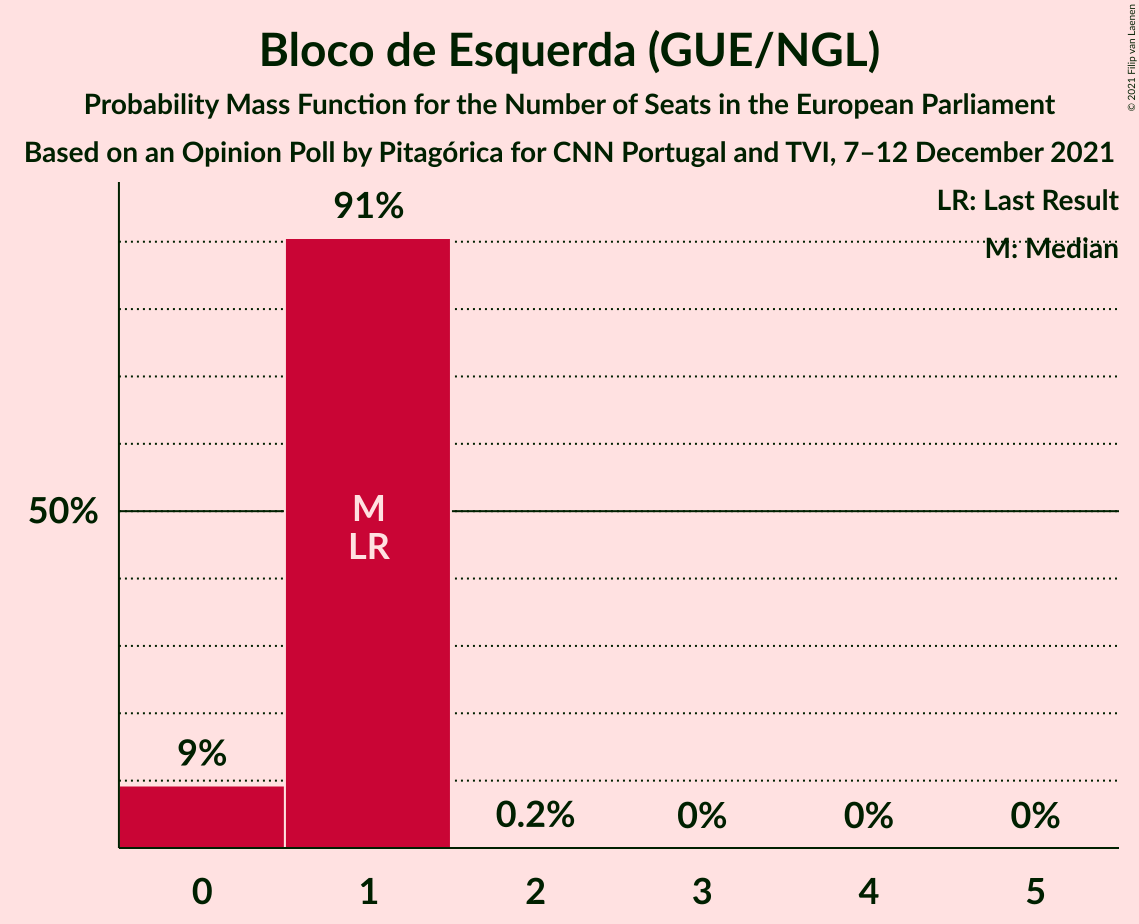 Bloco de Esquerda (GUE/NGL)
Probability Mass Function for the Number of Seats in the European Parliament
Based on an Opinion Poll by Pitagórica for CNN Portugal and TVI, 7–12 December 2021
© 2021 Filip van Laenen
LR: Last Result
M: Median
91%
50%
M
LR
9%
0.2%
0%
0%
0%
0
1
2
3
4
5